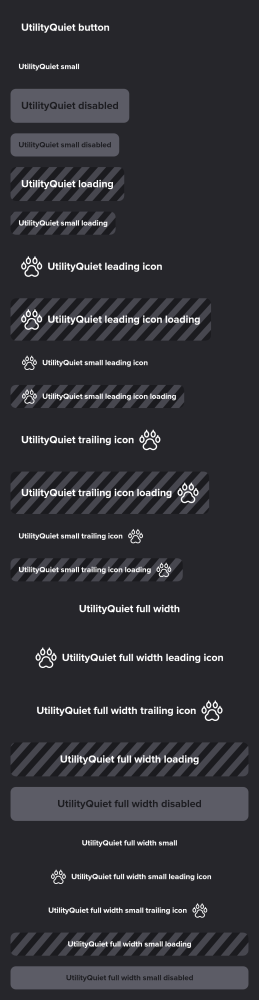 UtilityQuiet button
UtilityQuiet small
UtilityQuiet disabled
UtilityQuiet small disabled
UtilityQuiet loading
UtilityQuiet small loading
UtilityQuiet leading icon
UtilityQuiet leading icon loading
UtilityQuiet small leading icon
UtilityQuiet small leading icon loading
UtilityQuiet trailing icon
UtilityQuiet trailing icon loading
UtilityQuiet small trailing icon
UtilityQuiet small trailing icon loading
UtilityQuiet full width
UtilityQuiet full width leading icon
UtilityQuiet full width trailing icon
UtilityQuiet full width loading
UtilityQuiet full width disabled
UtilityQuiet full width small
UtilityQuiet full width small leading icon
UtilityQuiet full width small trailing icon
UtilityQuiet full width small loading
UtilityQuiet full width small disabled